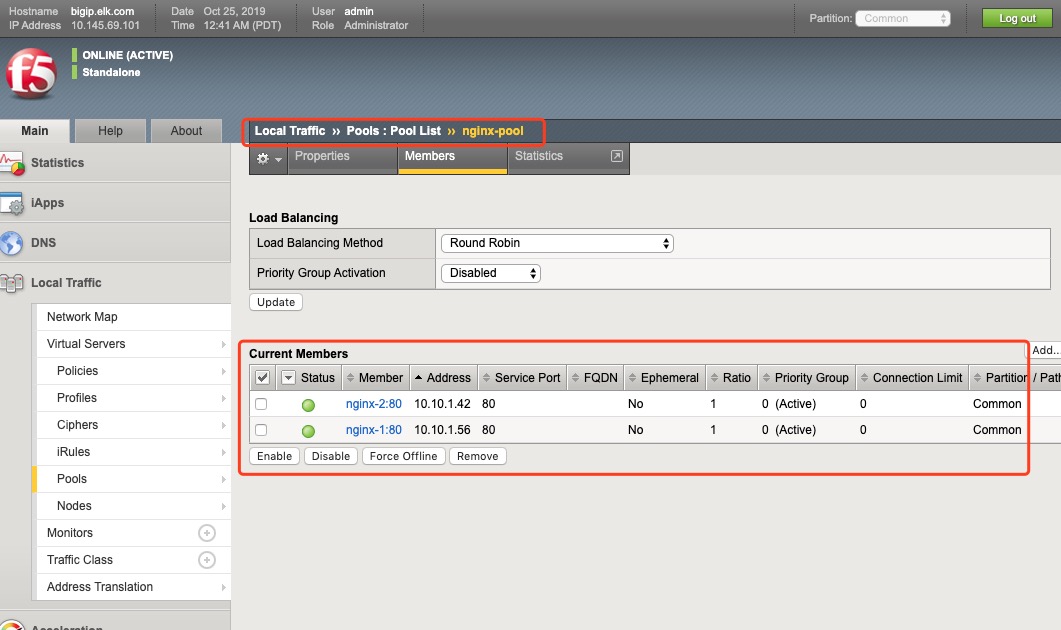 Hostname bigip.elk.com Date Oct 25, 2019 User admin
IP Address 10.145.69.101 Time 12:41 AM (PDT) Role Administrator
Partition: Common Log out
f5
ONLINE (ACTIVE)
Standalone
Main Help About
Local Traffic ›› Pools : Pool List ›› nginx-pool
Properties Members Statistics
Statistics
iApps
DNS
Local Traffic
Network Map
Virtual Servers
Policies
Profiles
Ciphers
iRules
Pools
Nodes
Monitors
Traffic Class
Address Translation
Acceleration
Load Balancing
Load Balancing Method Round Robin
Priority Group Activation Disabled
Update
Current Members Add...
Status Member Address Service Port FQDN Ephemeral Ratio Priority Group Connection Limit Partition / Path
nginx-2:80 10.10.1.42 80 No 1 0 (Active) 0 Common
nginx-1:80 10.10.1.56 80 No 1 0 (Active) 0 Common
Enable Disable Force Offline Remove